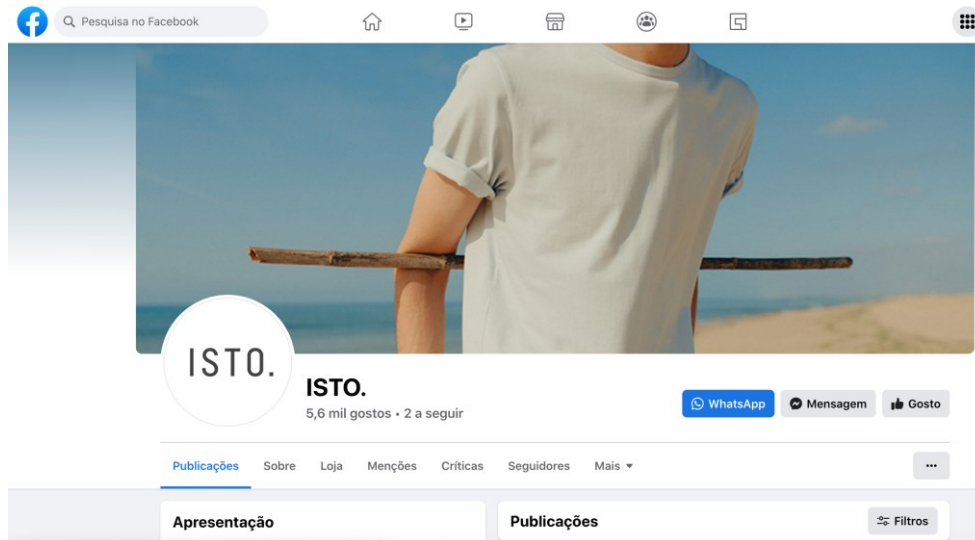 Pesquisa no Facebook
ISTO.
ISTO.
5,6 mil gostos • 2 a seguir
WhatsApp
Mensagem
Gosto
Publicações
Sobre
Loja
Menções
Críticas
Seguidores
Mais
Apresentação
Publicações
Filtros